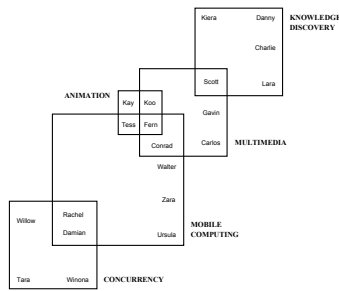 Kiera Danny KNOWLEDGE
DISCOVERY
Charlie
Scott Lara
ANIMATION
Kay Koo
Gavin
Tess Fern
Conrad Carlos MULTIMEDIA
Walter
Zara
Rachel
Willow
MOBILE
Damian Ursula COMPUTING
Tara Winona CONCURRENCY